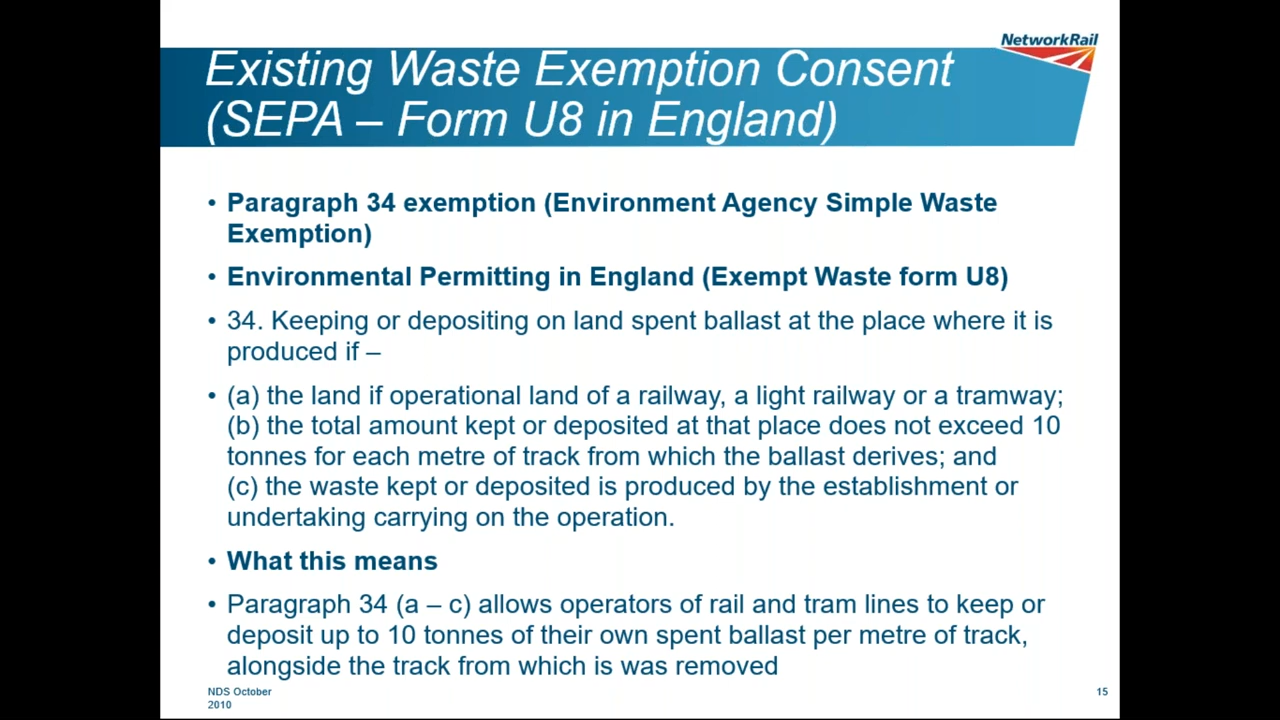 NetworkRail
Existing Waste Exemption Consent
(SEPA – Form U8 in England)
• Paragraph 34 exemption (Environment Agency Simple Waste
Exemption)
• Environmental Permitting in England (Exempt Waste form U8)
• 34. Keeping or depositing on land spent ballast at the place where it is
produced if –
• (a) the land if operational land of a railway, a light railway or a tramway;
(b) the total amount kept or deposited at that place does not exceed 10
tonnes for each metre of track from which the ballast derives; and
(c) the waste kept or deposited is produced by the establishment or
undertaking carrying on the operation.
• What this means
• Paragraph 34 (a – c) allows operators of rail and tram lines to keep or
deposit up to 10 tonnes of their own spent ballast per metre of track,
alongside the track from which is was removed
NDS October
2010
15